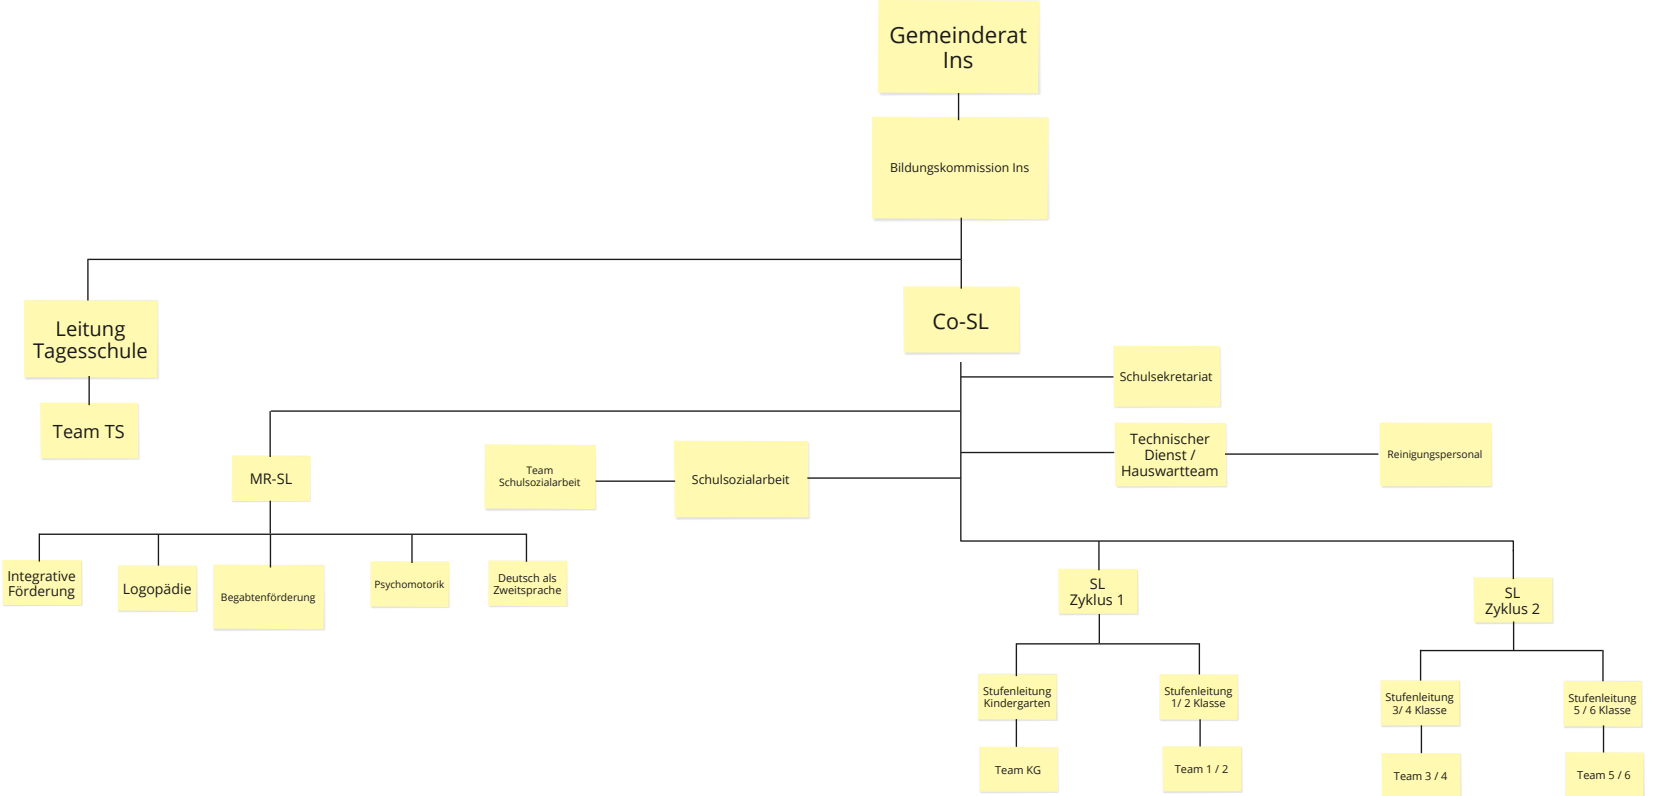 Gemeinderat
Ins
Bildungskommission Ins
Leitung
Tagesschule
Co-SL
Schulsekretariat
Team TS
Technischer
Dienst /
Hauswartteam
Reinigungspersonal
MR-SL
Team
Schulsozialarbeit
Schulsozialarbeit
Integrative
Förderung
Logopädie
Begabtenförderung
Psychomotorik
Deutsch als
Zweitsprache
SL
Zyklus 1
SL
Zyklus 2
Stufenleitung
Kindergarten
Stufenleitung
1/ 2 Klasse
Stufenleitung
3/ 4 Klasse
Stufenleitung
5 / 6 Klasse
Team KG
Team 1 / 2
Team 3 / 4
Team 5 / 6